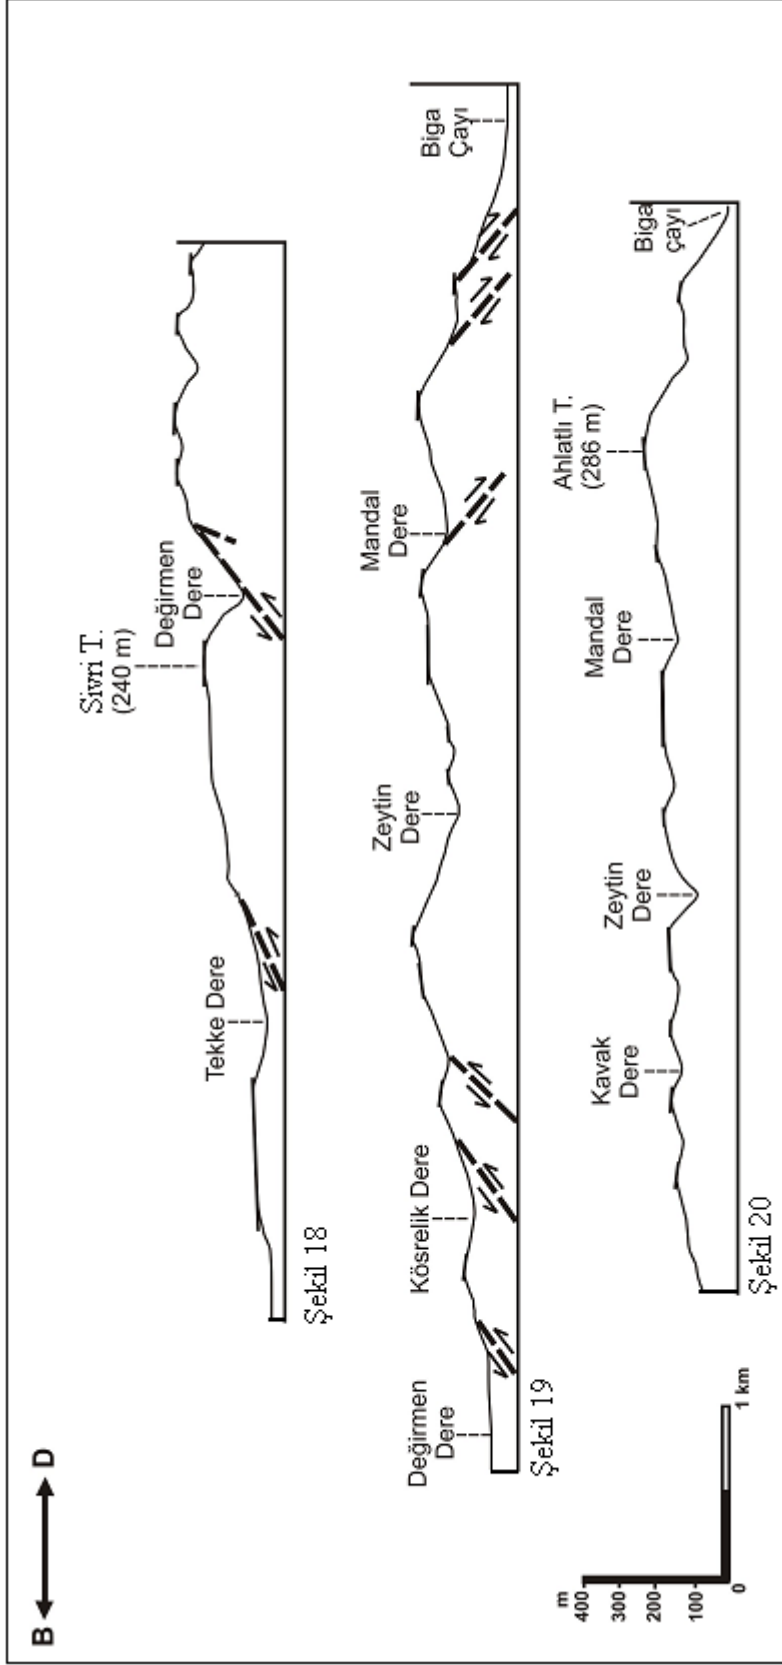 B D
Sivri T.
(240 m)
Değirmen
Dere
Tekke Dere
Şekil 18
Biga
Çayı
Mandal
Dere
Zeytin
Dere
Kösrelik Dere
Değirmen
Dere
Şekil 19
Biga
çayı
Ahlatlı T.
(286 m)
Mandal
Dere
Zeytin
Dere
Kavak
Dere
Şekil 20
m
400
300
200
100
0
1 km